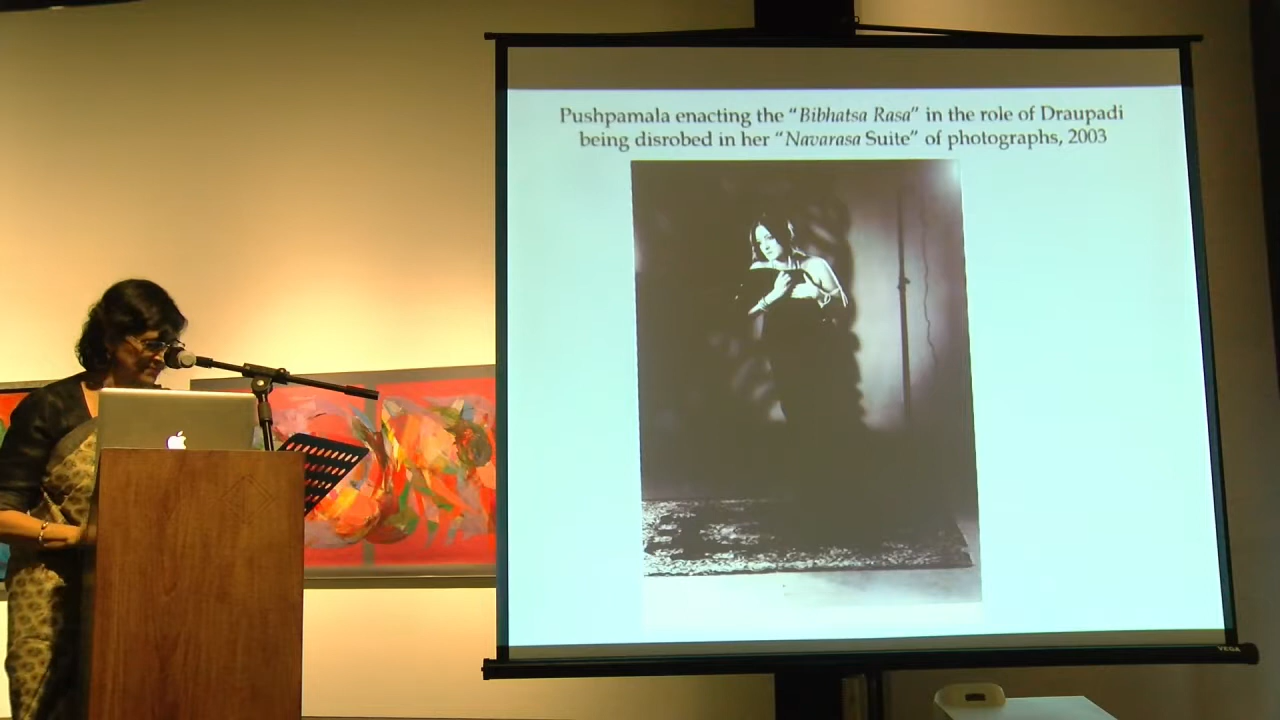 Pushpamala enacting the “Bibhatsa Rasa” in the role of Draupadi
being disrobed in her “Navarasa Suite” of photographs, 2003
VEGA